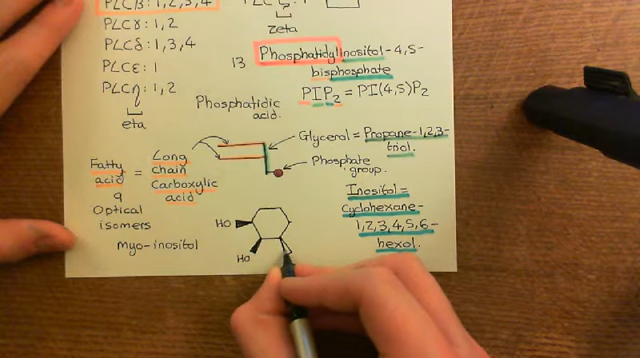 PLCβ: 1,2,3,4
PLCγ: 1,2
PLCδ: 1,3,4
PLCε: 1
PLCη: 1,2
eta
zeta
13
Phosphatidylinositol-4,5-
bisphosphate
PIP2 = PI(4,5)P2
Phosphatidic
acid.
Glycerol = Propane-1,2,3-
triol.
Phosphate
group.
Fatty
acid
=
Long
chain
Carboxylic
acid
9
Optical
isomers
myo-inositol
HO
HO
Inositol =
Cyclohexane-
1,2,3,4,5,6-
hexol.